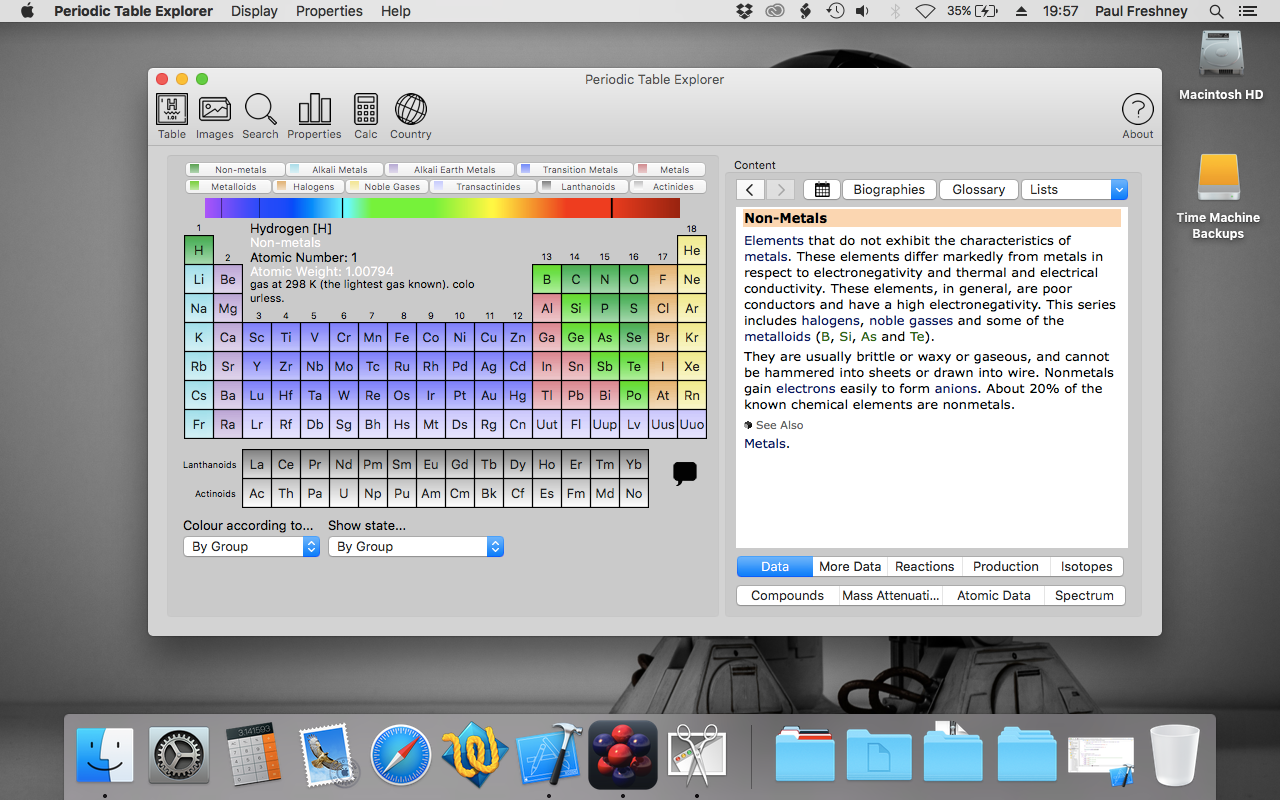 Periodic Table Explorer Display Properties Help 35% 19:57 Paul Freshney
Macintosh HD
Time Machine
Backups
Periodic Table Explorer
H
1.01
Table Images Search Properties Calc Country About
Non-metals Alkali Metals Alkali Earth Metals Transition Metals Metals
Metalloids Halogens Noble Gases Transactinides Lanthanoids Actinides
Hydrogen [H]
Non-metals
Atomic Number: 1
Atomic Weight: 1.00794
gas at 298 K (the lightest gas known). colo
urless.
1 18
H He
2 13 14 15 16 17
Li Be B C N O F Ne
Na Mg Al Si P S Cl Ar
3 4 5 6 7 8 9 10 11 12
K Ca Sc Ti V Cr Mn Fe Co Ni Cu Zn Ga Ge As Se Br Kr
Rb Sr Y Zr Nb Mo Tc Ru Rh Pd Ag Cd In Sn Sb Te I Xe
Cs Ba Lu Hf Ta W Re Os Ir Pt Au Hg Tl Pb Bi Po At Rn
Fr Ra Lr Rf Db Sg Bh Hs Mt Ds Rg Cn Uut Fl Uup Lv Uus Uuo
Lanthanoids La Ce Pr Nd Pm Sm Eu Gd Tb Dy Ho Er Tm Yb
Actinoids Ac Th Pa U Np Pu Am Cm Bk Cf Es Fm Md No
Colour according to... Show state...
By Group By Group
Content
Biographies Glossary Lists
Non-Metals
Elements that do not exhibit the characteristics of
metals. These elements differ markedly from metals in
respect to electronegativity and thermal and electrical
conductivity. These elements, in general, are poor
conductors and have a high electronegativity. This series
includes halogens, noble gasses and some of the
metalloids (B, Si, As and Te).
They are usually brittle or waxy or gaseous, and cannot
be hammered into sheets or drawn into wire. Nonmetals
gain electrons easily to form anions. About 20% of the
known chemical elements are nonmetals.
See Also
Metals.
Data More Data Reactions Production Isotopes
Compounds Mass Attenuati... Atomic Data Spectrum
3.141593